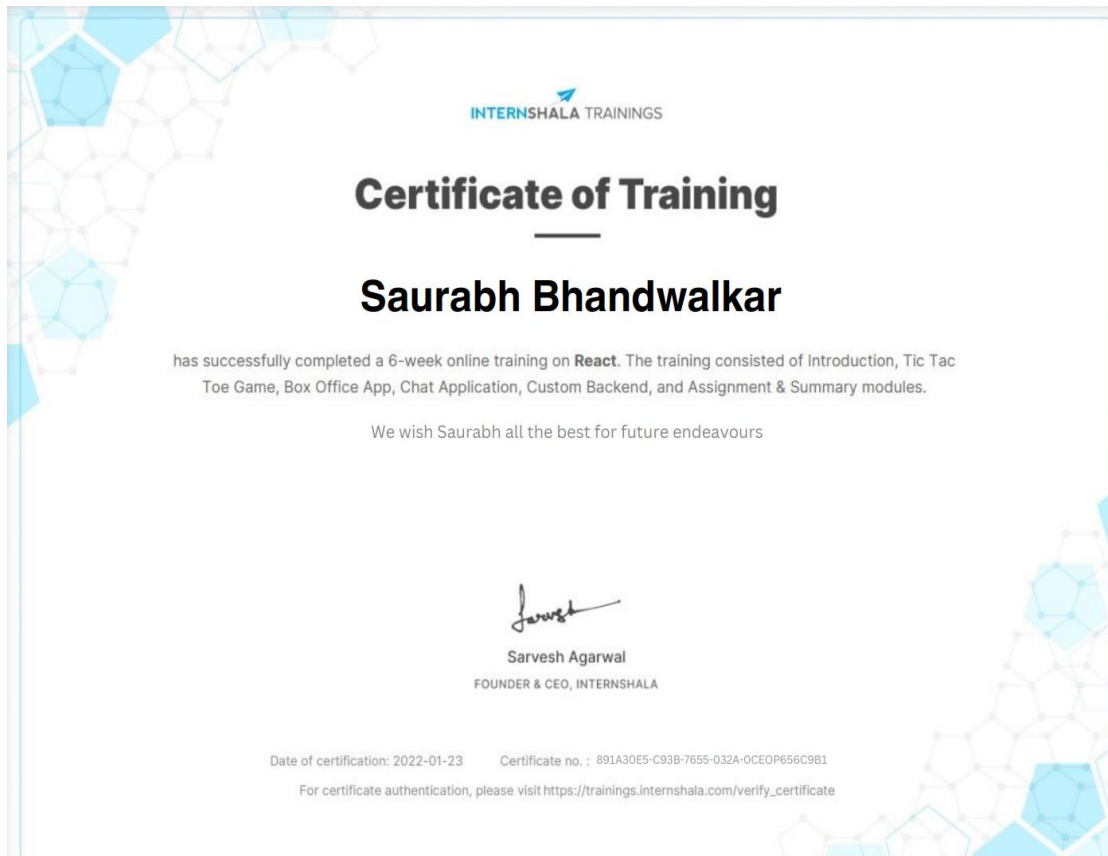 INTERNSHALA TRAININGS
Certificate of Training
Saurabh Bhandwalkar
has successfully completed a 6-week online training on React. The training consisted of Introduction, Tic Tac
Toe Game, Box Office App, Chat Application, Custom Backend, and Assignment & Summary modules.
We wish Saurabh all the best for future endeavours
Sarvesh
Sarvesh Agarwal
FOUNDER & CEO, INTERNSHALA
Date of certification: 2022-01-23 Certificate no. : 891A30E5-C93B-7655-032A-0CEOP656C9B1
For certificate authentication, please visit https://trainings.internshala.com/verify_certificate